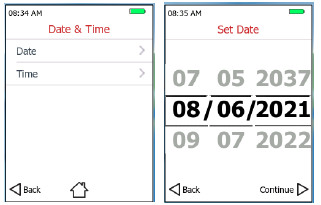 08:34 AM
Date & Time
Date
Time
Back
08:35 AM
Set Date
07 05 2037
08/06/2021
09 07 2022
Back Continue